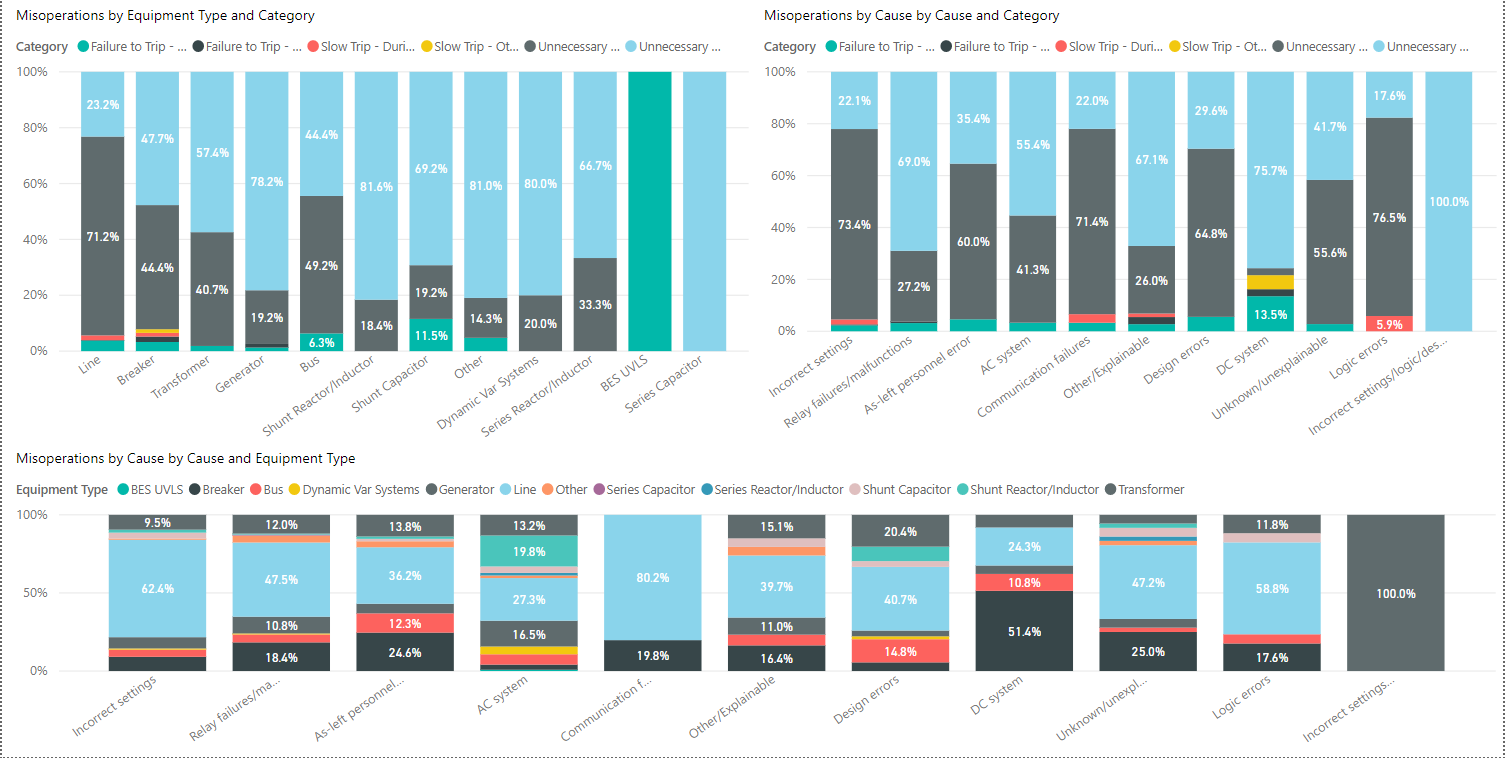 Misoperations by Equipment Type and Category
Category Failure to Trip - ... Failure to Trip - ... Slow Trip - Duri... Slow Trip - Ot... Unnecessary ... Unnecessary ...
100%
80%
60%
40%
20%
0%
23.2%
71.2%
47.7%
44.4%
57.4%
40.7%
78.2%
19.2%
44.4%
49.2%
6.3%
81.6%
18.4%
69.2%
19.2%
11.5%
81.0%
14.3%
80.0%
20.0%
66.7%
33.3%
Line
Breaker
Transformer
Generator
Bus
Shunt Reactor/Inductor
Shunt Capacitor
Other
Dynamic Var Systems
Series Reactor/Inductor
BES UVLS
Series Capacitor
Misoperations by Cause by Cause and Category
Category Failure to Trip - ... Failure to Trip - ... Slow Trip - Duri... Slow Trip - Ot... Unnecessary ... Unnecessary ...
100%
80%
60%
40%
20%
0%
22.1%
73.4%
69.0%
27.2%
35.4%
60.0%
55.4%
41.3%
22.0%
71.4%
67.1%
26.0%
29.6%
64.8%
75.7%
13.5%
41.7%
55.6%
17.6%
76.5%
5.9%
100.0%
Incorrect settings
Relay failures/malfunctions
As-left personnel error
AC system
Communication failures
Other/Explainable
Design errors
DC system
Unknown/unexplainable
Logic errors
Incorrect settings/logic/des...
Misoperations by Cause by Cause and Equipment Type
Equipment Type BES UVLS Breaker Bus Dynamic Var Systems Generator Line Other Series Capacitor Series Reactor/Inductor Shunt Capacitor Shunt Reactor/Inductor Transformer
100%
50%
0%
9.5%
62.4%
12.0%
47.5%
10.8%
18.4%
13.8%
36.2%
12.3%
24.6%
13.2%
19.8%
27.3%
16.5%
80.2%
19.8%
15.1%
39.7%
11.0%
16.4%
20.4%
40.7%
14.8%
24.3%
10.8%
51.4%
47.2%
25.0%
11.8%
58.8%
17.6%
100.0%
Incorrect settings
Relay failures/ma...
As-left personnel...
AC system
Communication f...
Other/Explainable
Design errors
DC system
Unknown/unexpl...
Logic errors
Incorrect settings...